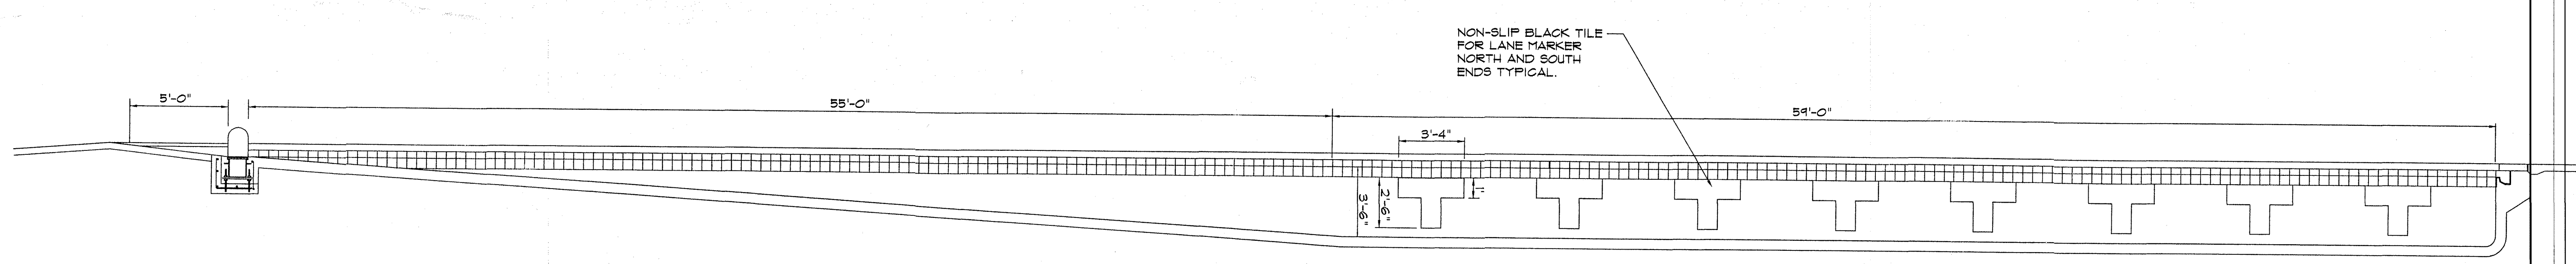 NON-SLIP BLACK TILE
FOR LANE MARKER
NORTH AND SOUTH
ENDS TYPICAL.
5'-0"
55'-0"
59'-0"
3'-4"
1'
2'-6"
3'-6"